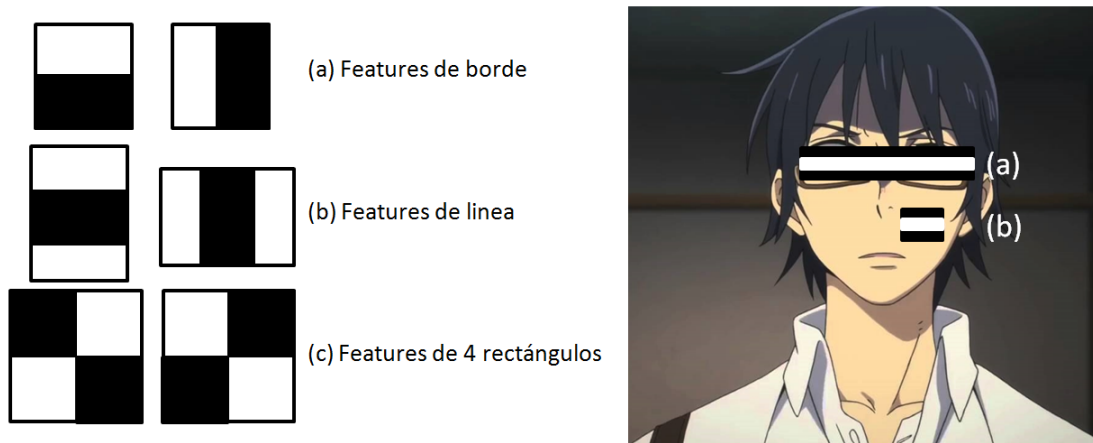 (a) Features de borde
(b) Features de linea
(c) Features de 4 rectángulos
(a)
(b)